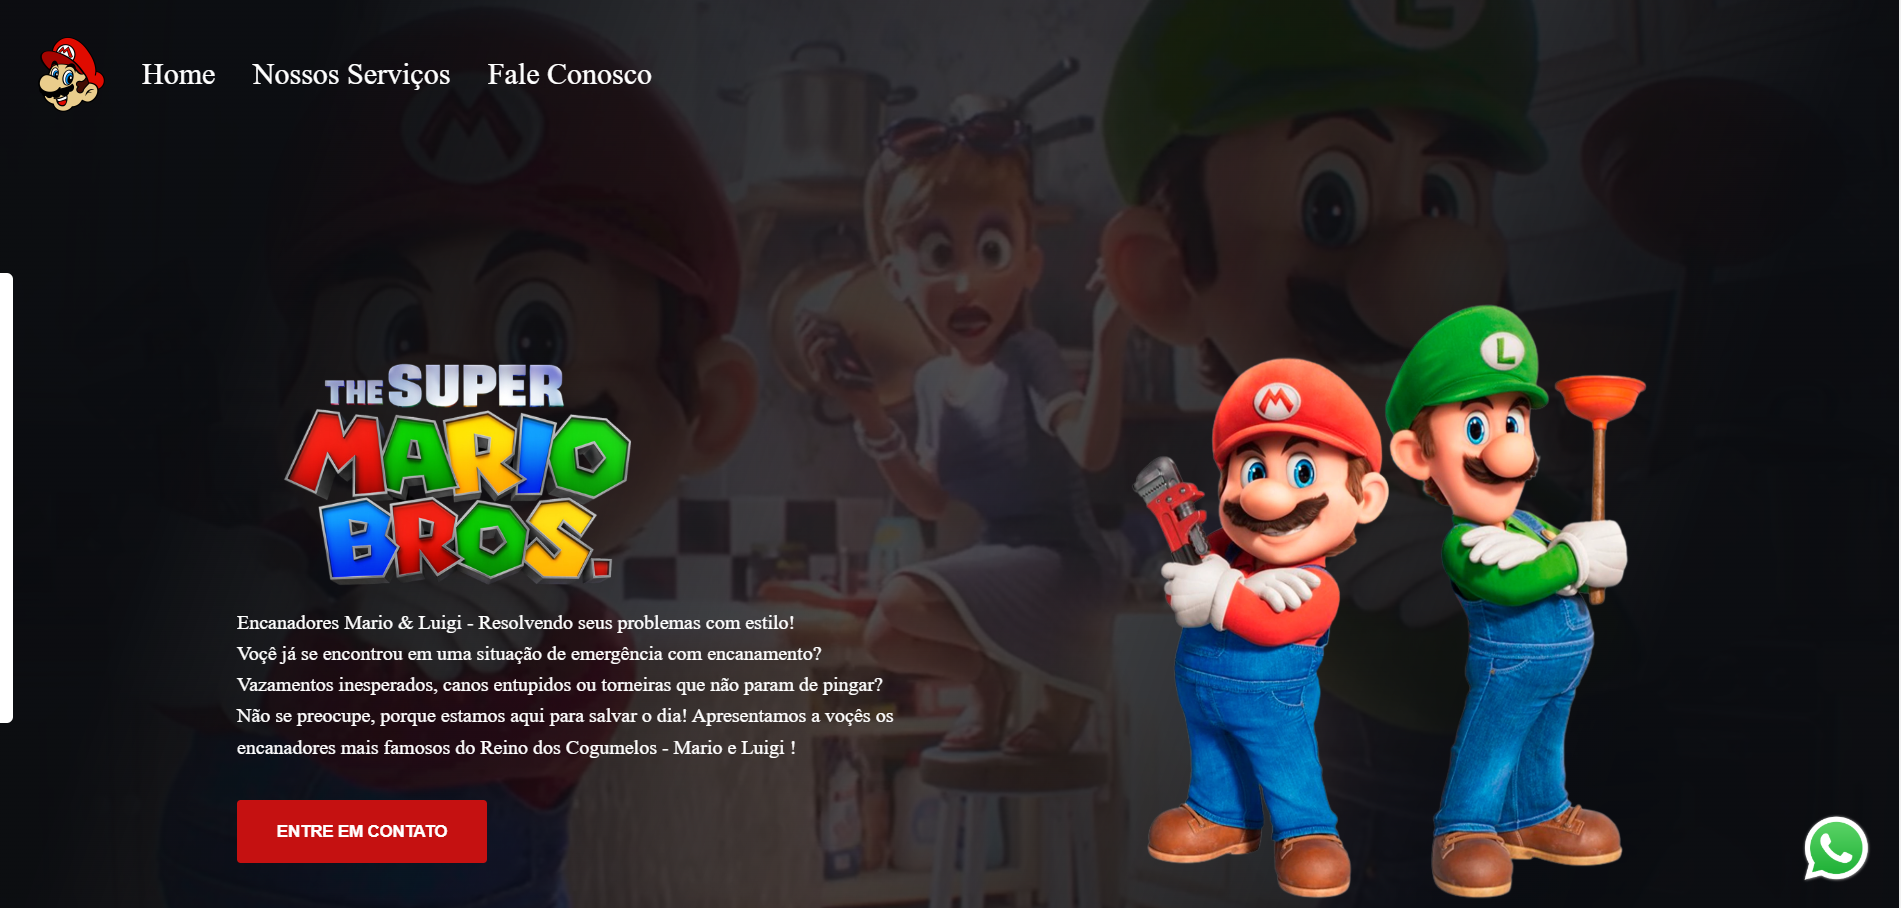 Home Nossos Serviços Fale Conosco
THE SUPER
MARIO
BROS.
Encanadores Mario & Luigi - Resolvendo seus problemas com estilo!
Voçê já se encontrou em uma situação de emergência com encanamento?
Vazamentos inesperados, canos entupidos ou torneiras que não param de pingar?
Não se preocupe, porque estamos aqui para salvar o dia! Apresentamos a voçês os
encanadores mais famosos do Reino dos Cogumelos - Mario e Luigi !
ENTRE EM CONTATO
M
L
M
L
M